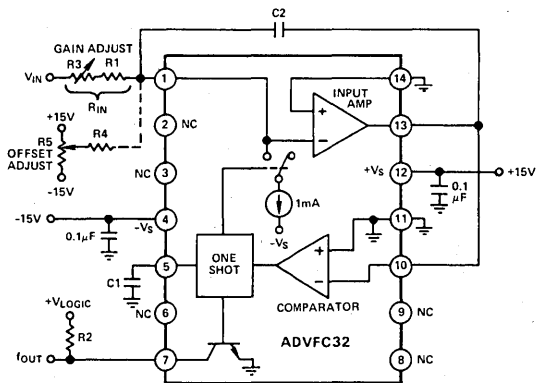 C2
GAIN ADJUST
R3
R1
VIN
RIN
1
14
INPUT
AMP
+
−
13
+15V
R5
R4
OFFSET
ADJUST
-15V
2
NC
3
NC
+VS
12
+15V
0.1
µF
1mA
-VS
-15V
-VS
4
0.1µF
11
ONE
SHOT
+
−
5
C1
10
COMPARATOR
+VLOGIC
NC
6
9
NC
R2
ADVFC32
fOUT
7
8
NC